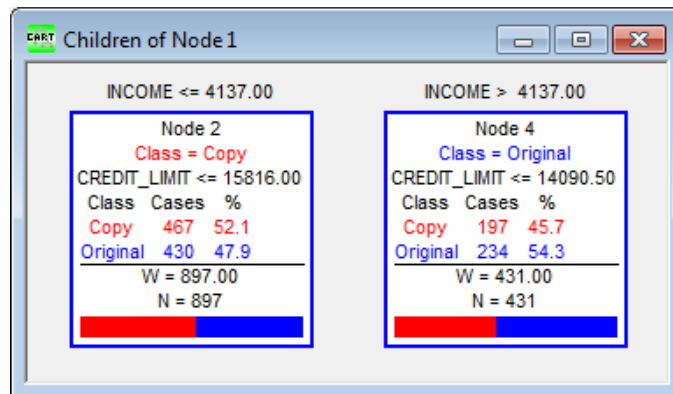 CART
Children of Node 1
INCOME <= 4137.00
Node 2
Class = Copy
CREDIT_LIMIT <= 15816.00
Class Cases %
Copy 467 52.1
Original 430 47.9
W = 897.00
N = 897
INCOME > 4137.00
Node 4
Class = Original
CREDIT_LIMIT <= 14090.50
Class Cases %
Copy 197 45.7
Original 234 54.3
W = 431.00
N = 431